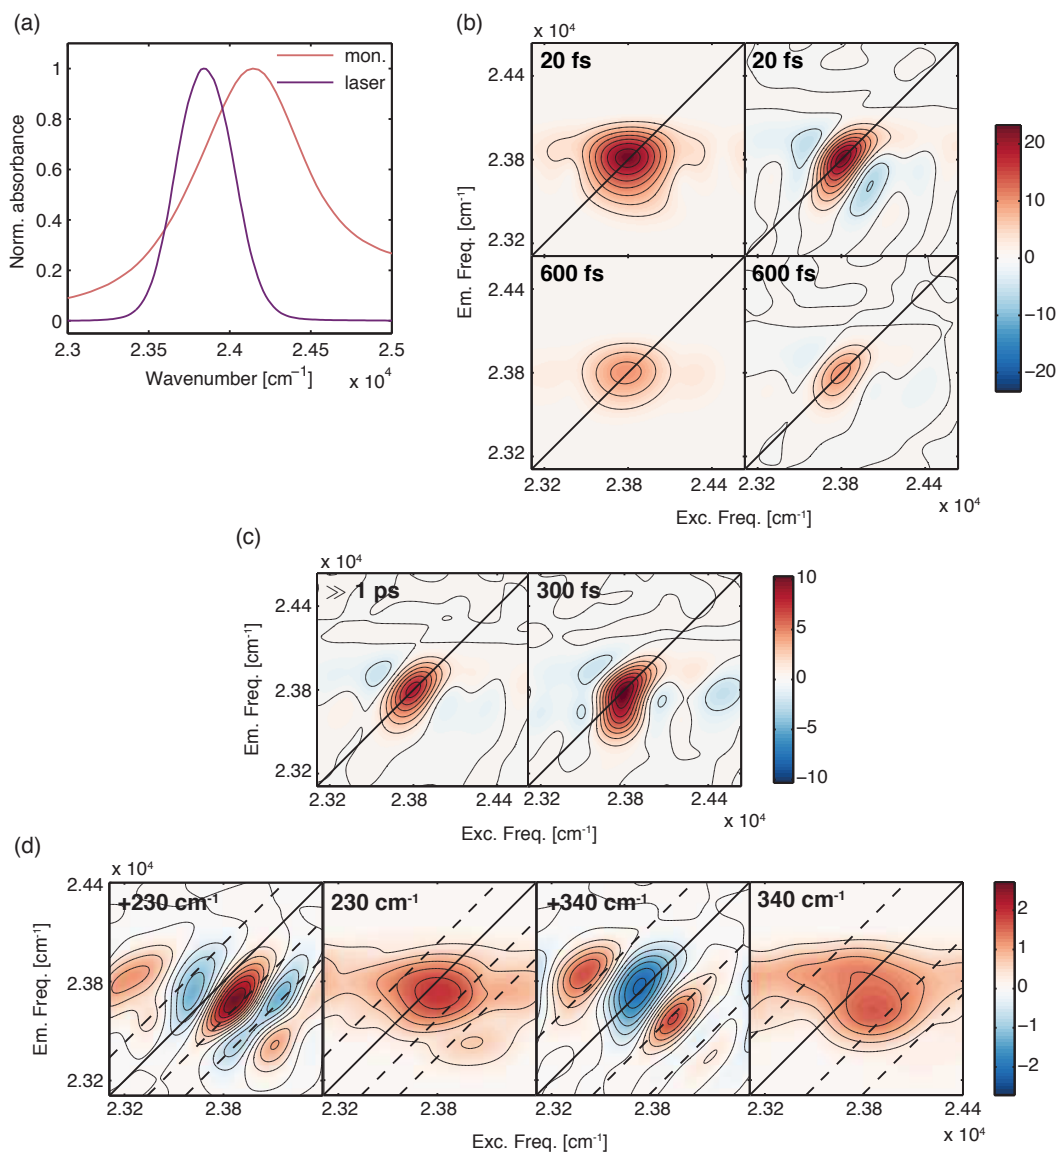 (a)
mon.
laser
1
0.8
0.6
0.4
0.2
0
Norm. absorbance
2.3 2.35 2.4 2.45 2.5
Wavenumber [cm⁻¹] x 10⁴
(b)
x 10⁴
20 fs 20 fs
2.44
2.38
2.32
Em. Freq. [cm⁻¹]
600 fs 600 fs
2.44
2.38
2.32
2.32 2.38 2.44 2.32 2.38 2.44
Exc. Freq. [cm⁻¹] x 10⁴
20
10
0
−10
−20
(c)
x 10⁴
≫ 1 ps 300 fs
2.44
2.38
2.32
Em. Freq. [cm⁻¹]
2.32 2.38 2.44 2.32 2.38 2.44
Exc. Freq. [cm⁻¹] x 10⁴
10
5
0
−5
−10
(d)
x 10⁴
+230 cm⁻¹ 230 cm⁻¹ +340 cm⁻¹ 340 cm⁻¹
2.44
2.38
2.32
Em. Freq. [cm⁻¹]
2.32 2.38 2.32 2.38 2.32 2.38 2.32 2.38 2.44
Exc. Freq. [cm⁻¹] x 10⁴
2
1
0
−1
−2